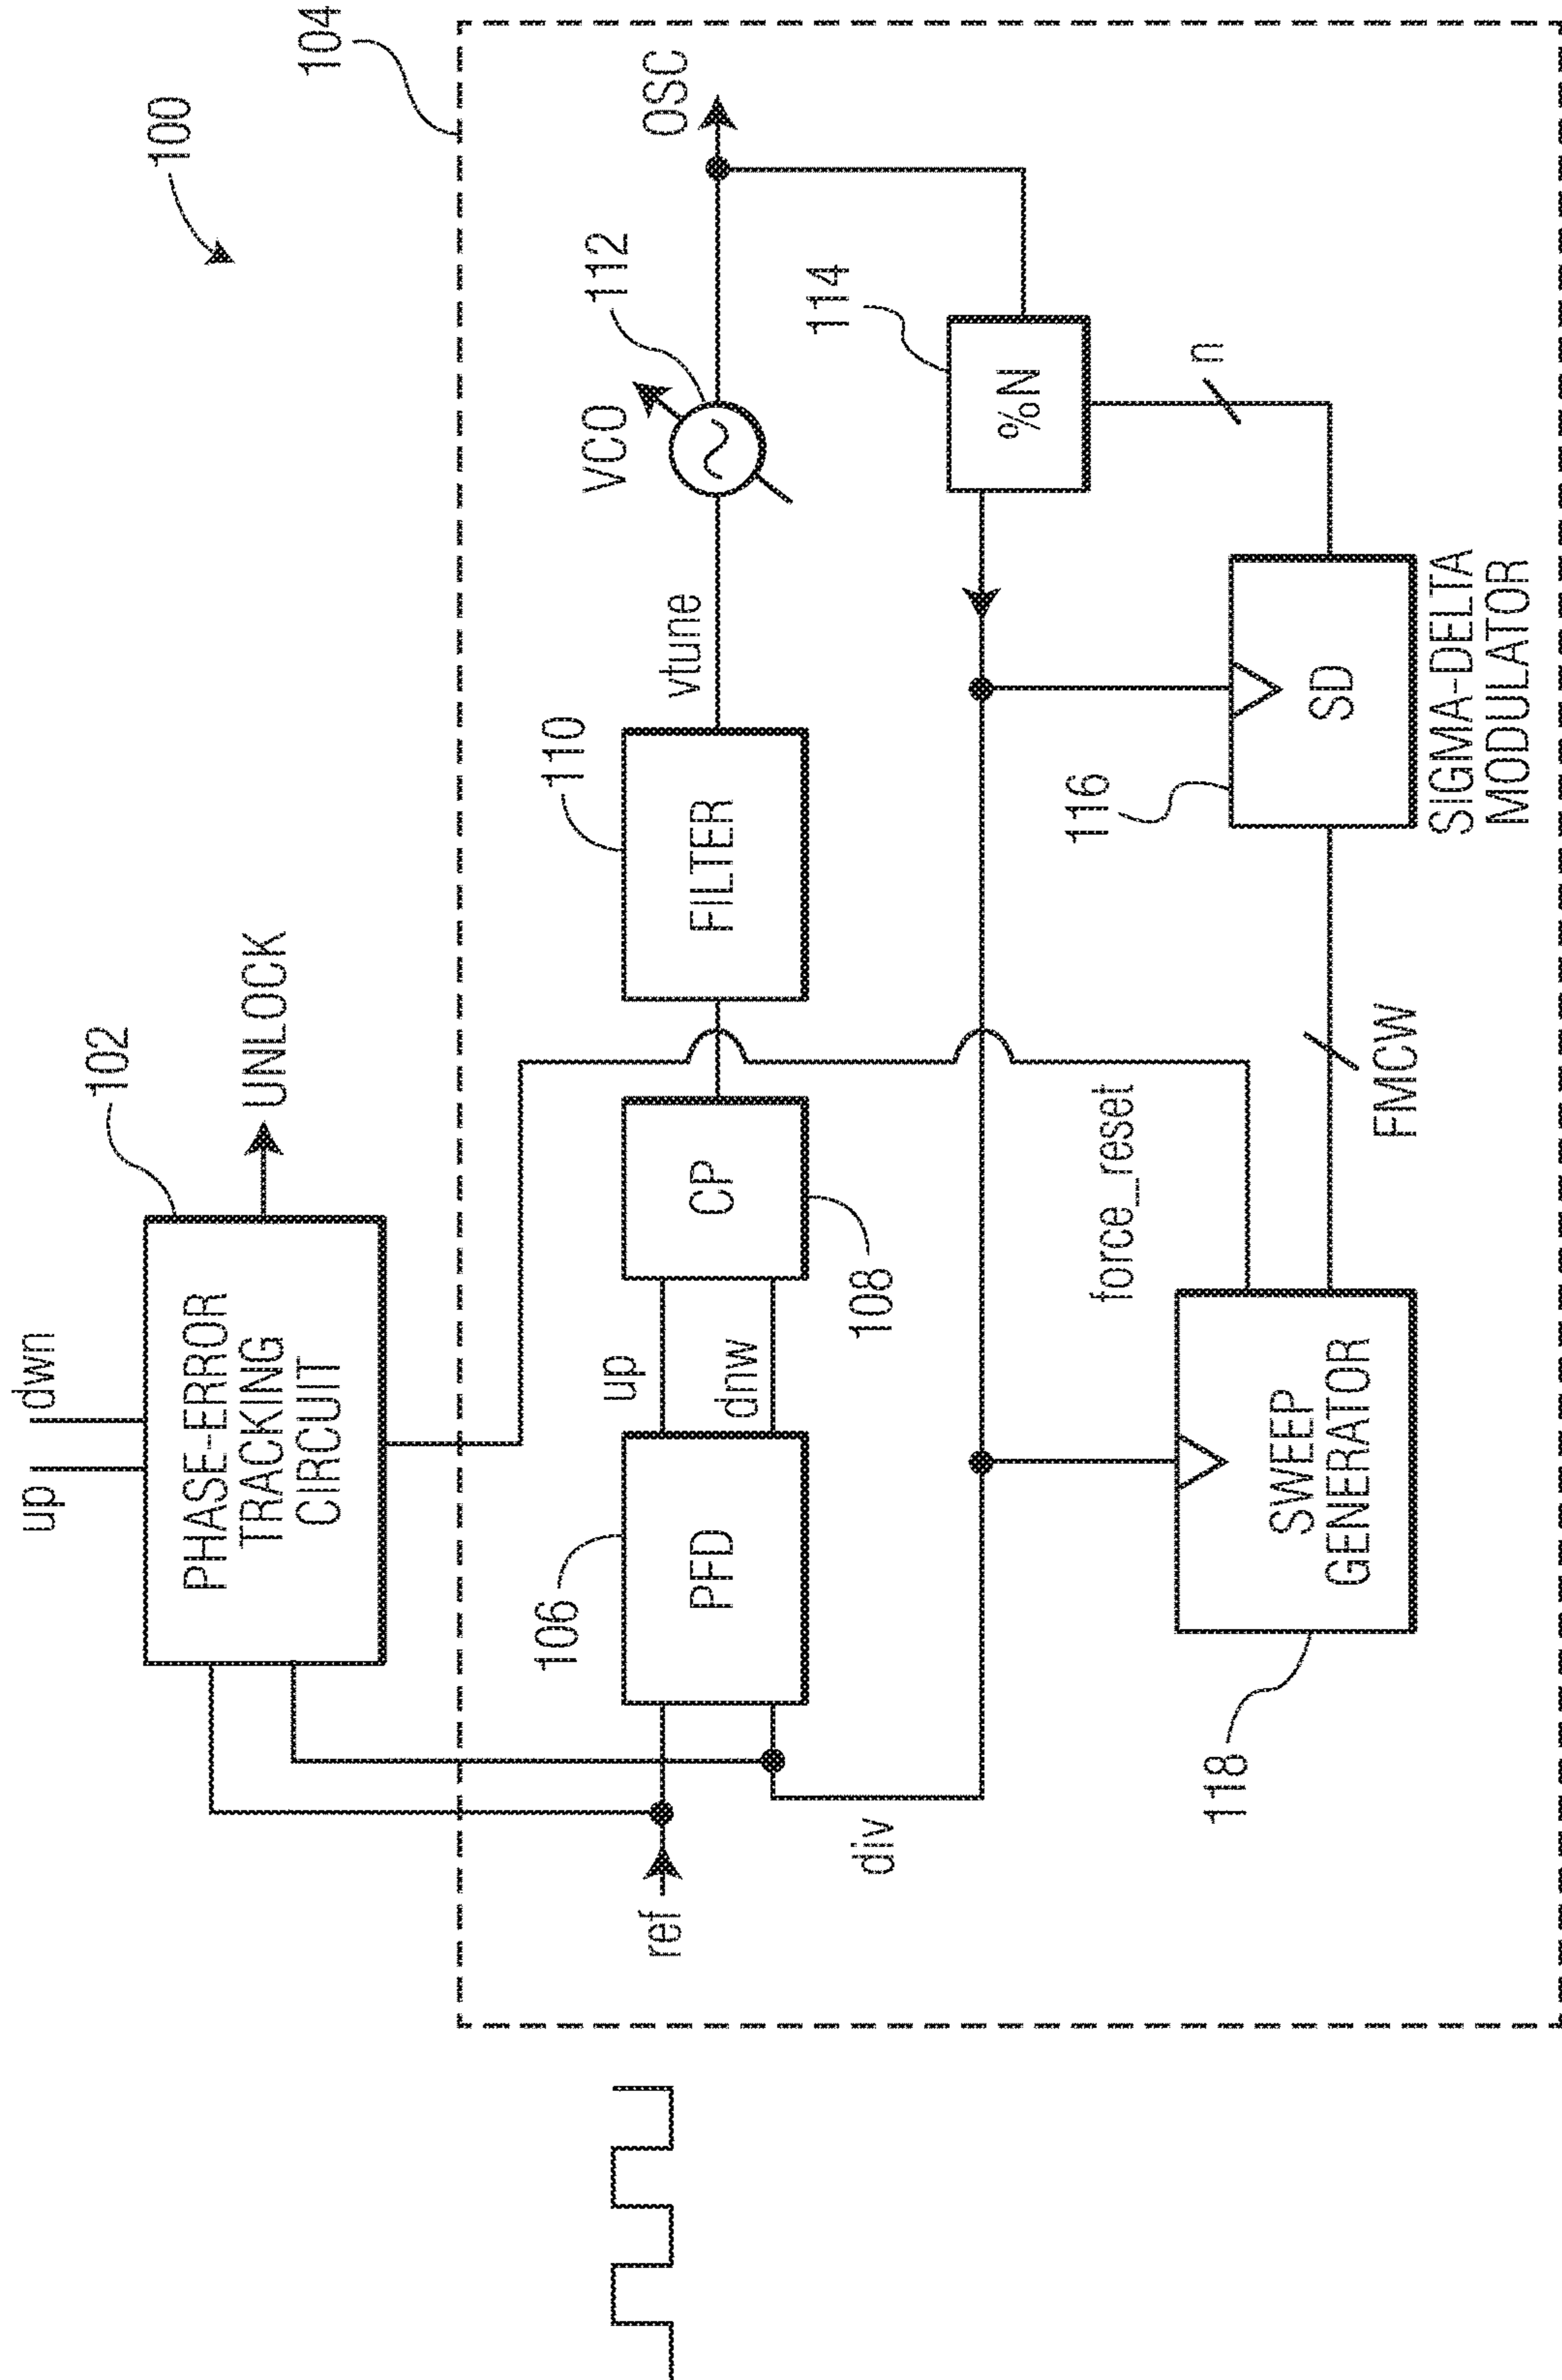 100
102
up
dwn
PHASE-ERROR
TRACKING
CIRCUIT
UNLOCK
104
ref
106
PFD
up
dnw
CP
108
110
FILTER
vtune
VCO
112
OSC
div
114
%N
n
force_reset
116
SD
SIGMA-DELTA
MODULATOR
118
SWEEP
GENERATOR
FMCW